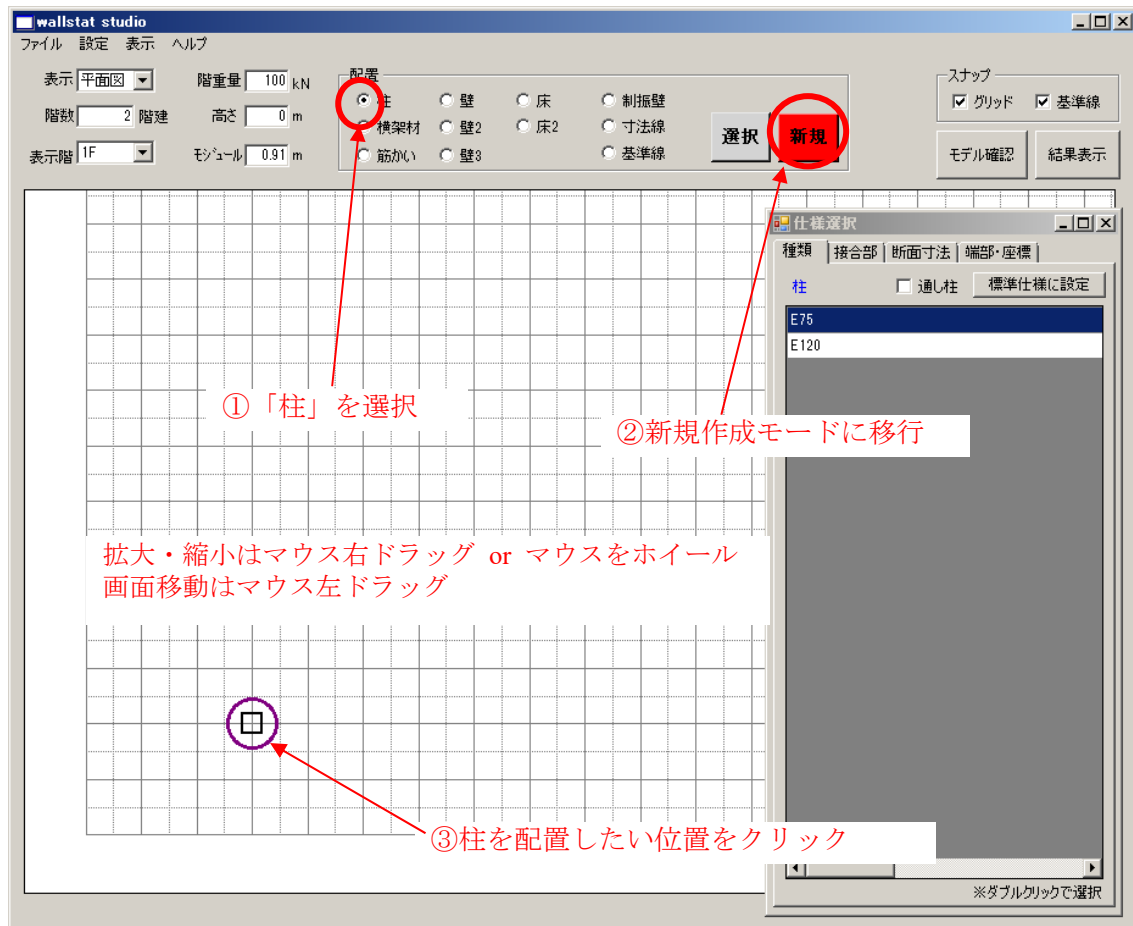 wallstat studio
ファイル 設定 表示 ヘルプ
表示 平面図 階重量 100 kN
階数 2 階建 高さ 0 m
表示階 1F モジュール 0.91 m
配置
柱 壁 床 制振壁
横架材 壁2 床2 寸法線
筋かい 壁3 基準線
選択 新規
スナップ
グリッド 基準線
モデル確認 結果表示
仕様選択
種類 接合部 断面寸法 端部・座標
柱 通し柱 標準仕様に設定
E75
E120
①「柱」を選択
②新規作成モードに移行
拡大・縮小はマウス右ドラッグ or マウスをホイール
画面移動はマウス左ドラッグ
③柱を配置したい位置をクリック
※ダブルクリックで選択